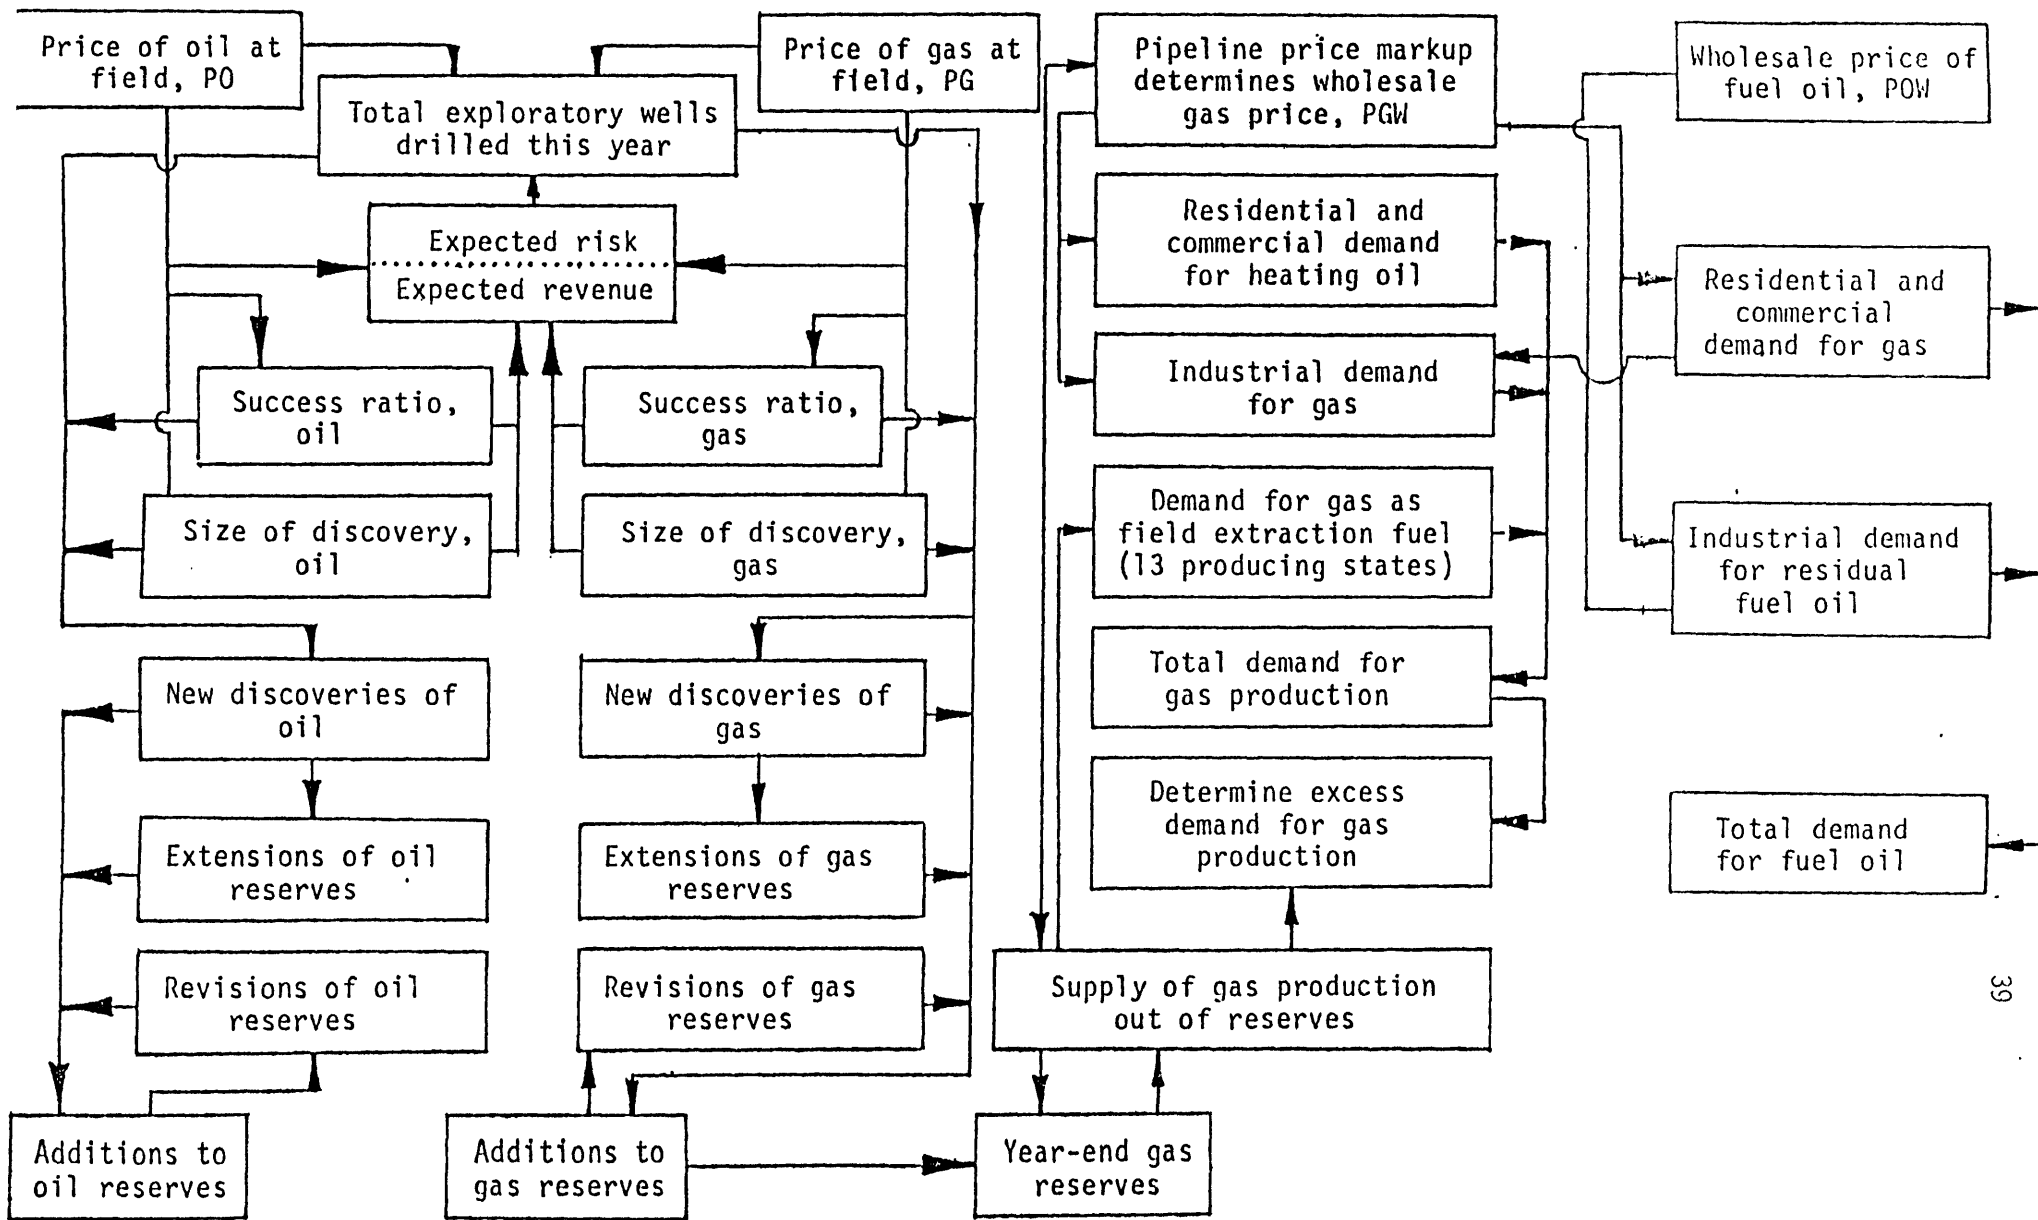 Price of oil at
field, PO
Price of gas at
field, PG
Total exploratory wells
drilled this year
Expected risk
Expected revenue
Success ratio,
oil
Success ratio,
gas
Size of discovery,
oil
Size of discovery,
gas
New discoveries of
oil
New discoveries of
gas
Extensions of oil
reserves
Extensions of gas
reserves
Revisions of oil
reserves
Revisions of gas
reserves
Additions to
oil reserves
Additions to
gas reserves
Pipeline price markup
determines wholesale
gas price, PGW
Residential and
commercial demand
for heating oil
Industrial demand
for gas
Demand for gas as
field extraction fuel
(13 producing states)
Total demand for
gas production
Determine excess
demand for gas
production
Supply of gas production
out of reserves
Year-end gas
reserves
Wholesale price of
fuel oil, POW
Residential and
commercial
demand for gas
Industrial demand
for residual
fuel oil
Total demand
for fuel oil
39